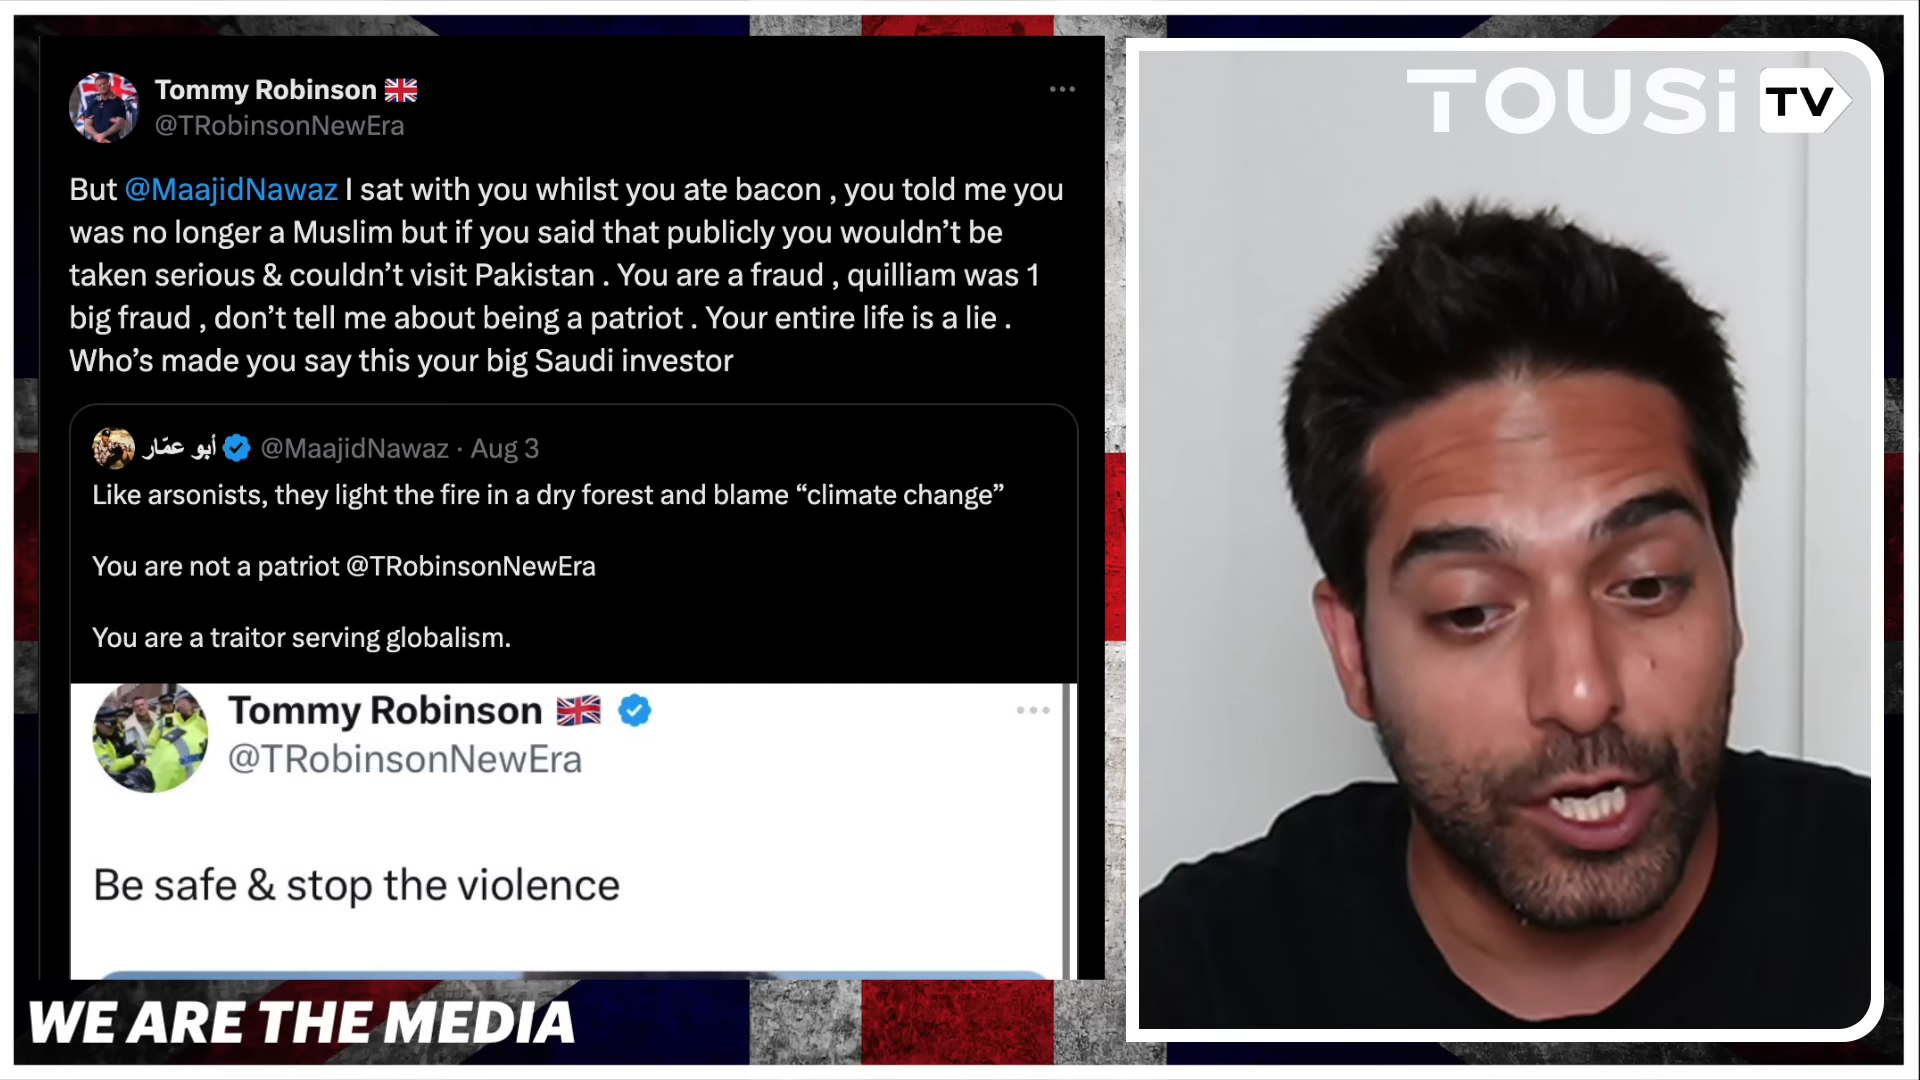 Tommy Robinson 🇬🇧
@TRobinsonNewEra
But @MaajidNawaz I sat with you whilst you ate bacon , you told me you
was no longer a Muslim but if you said that publicly you wouldn’t be
taken serious & couldn’t visit Pakistan . You are a fraud , quilliam was 1
big fraud , don’t tell me about being a patriot . Your entire life is a lie .
Who’s made you say this your big Saudi investor
أبو عمّار @MaajidNawaz · Aug 3
Like arsonists, they light the fire in a dry forest and blame “climate change”
You are not a patriot @TRobinsonNewEra
You are a traitor serving globalism.
Tommy Robinson 🇬🇧
@TRobinsonNewEra
Be safe & stop the violence
WE ARE THE MEDIA
TOUSi TV